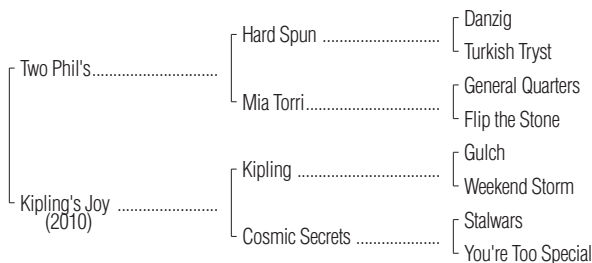 Danzig
Hard Spun ..............................
Turkish Tryst
Two Phil's................................
General Quarters
Mia Torri..................................
Flip the Stone
Gulch
Kipling ....................................
Weekend Storm
Kipling's Joy ..........................
(2010)
Stalwars
Cosmic Secrets .....................
You're Too Special